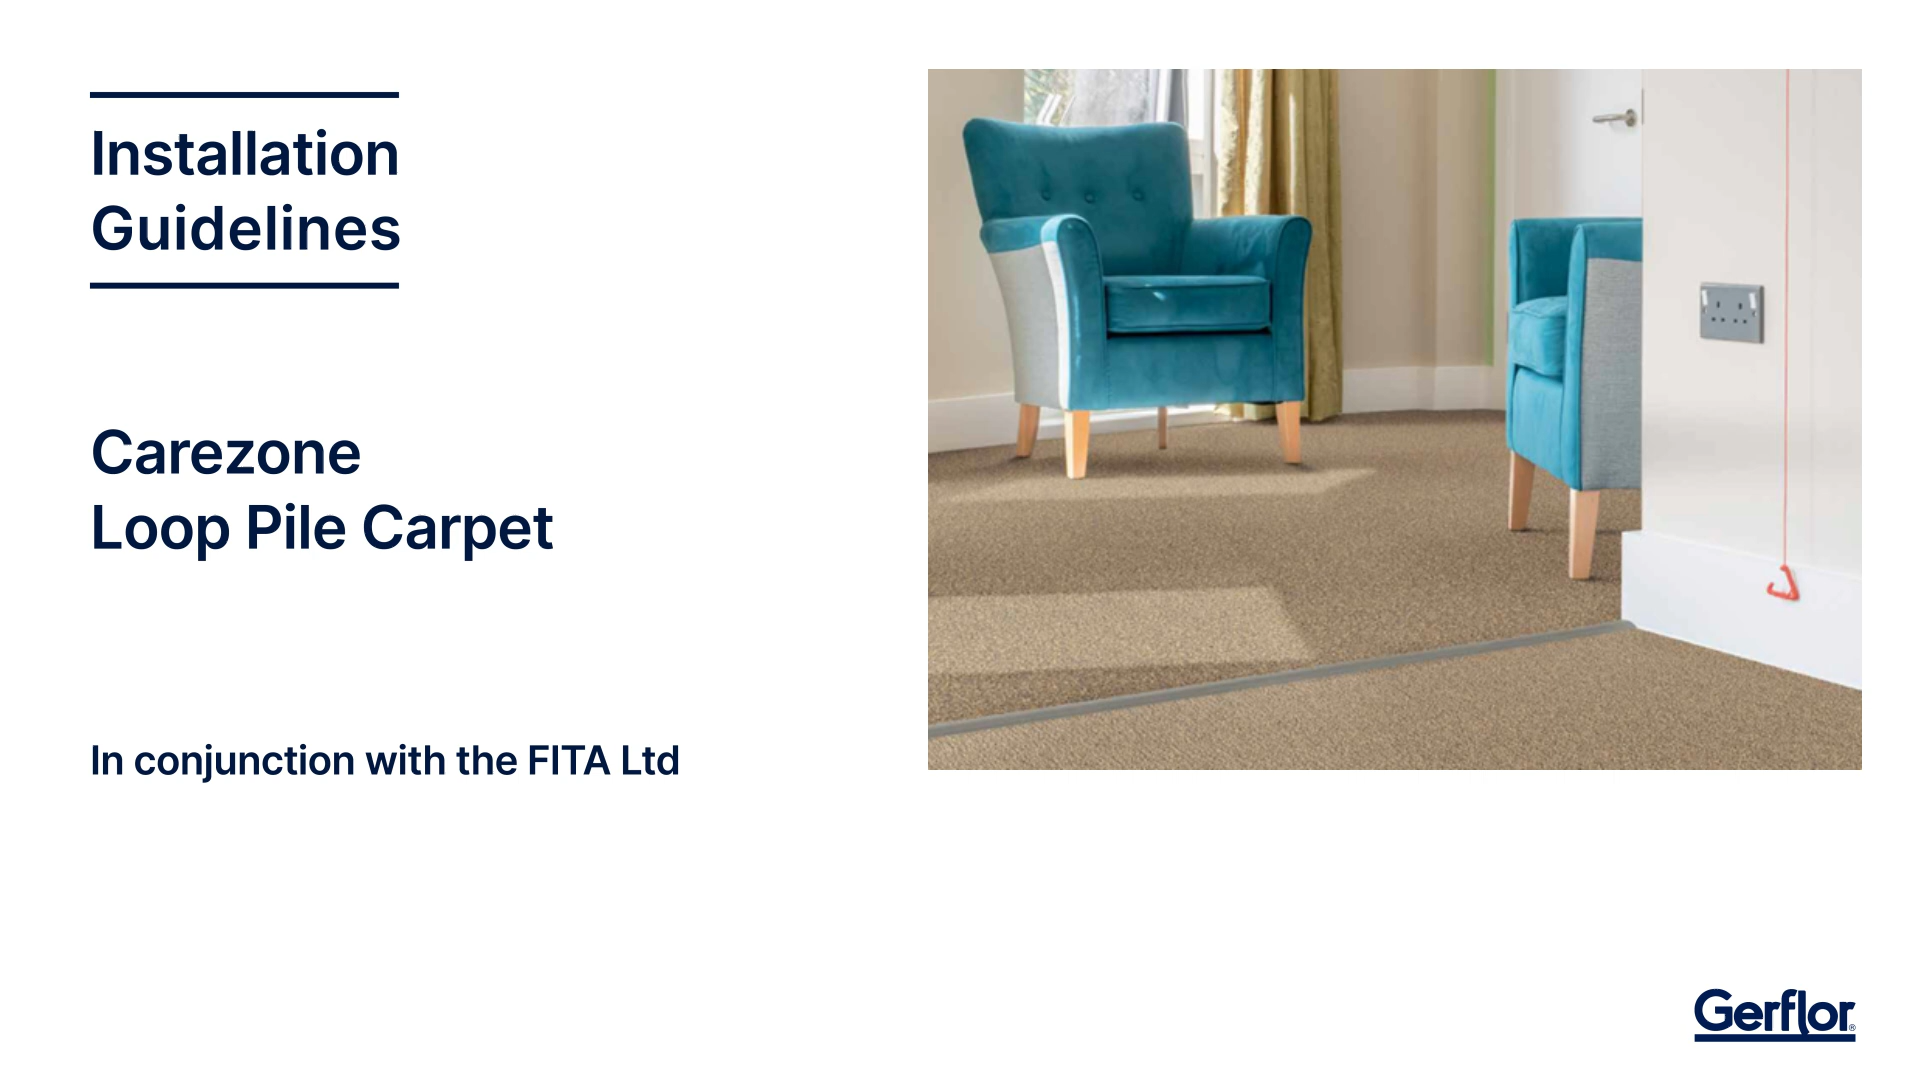 Installation
Guidelines
Carezone
Loop Pile Carpet
In conjunction with the FITA Ltd
Gerflor®